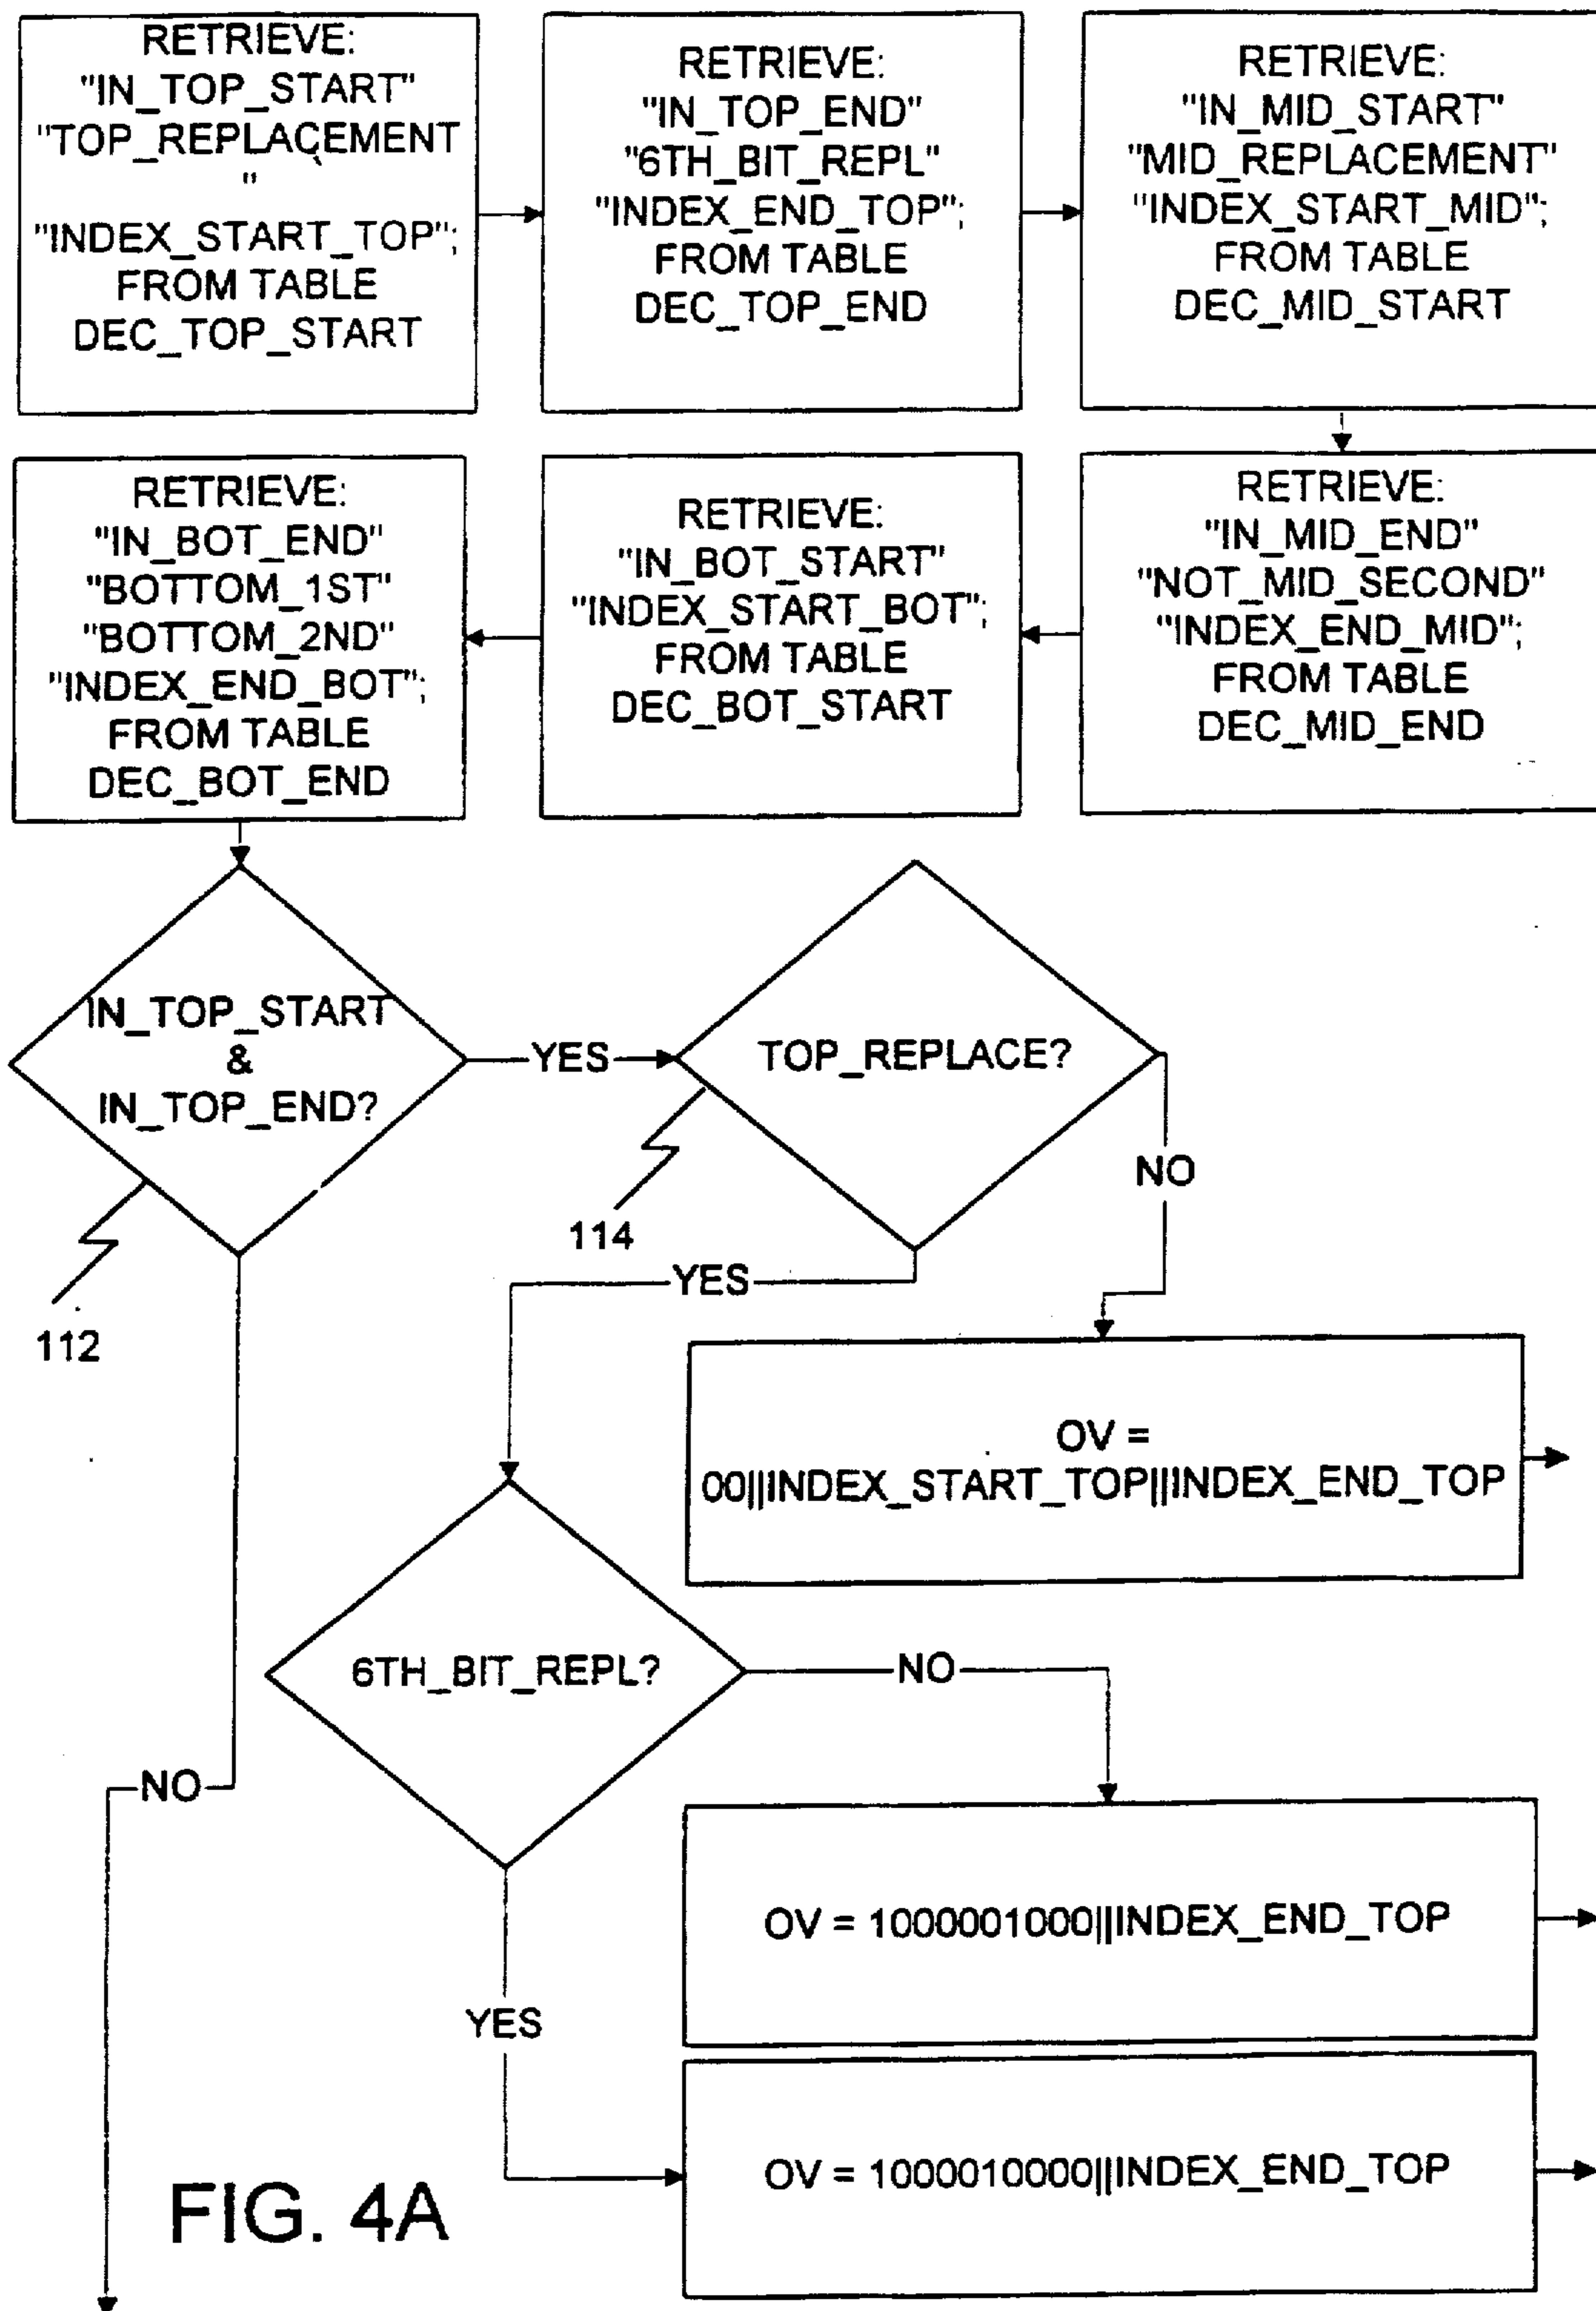 RETRIEVE:
"IN_TOP_START"
"TOP_REPLACEMENT
"
"INDEX_START_TOP";
FROM TABLE
DEC_TOP_START
RETRIEVE:
"IN_TOP_END"
"6TH_BIT_REPL"
"INDEX_END_TOP";
FROM TABLE
DEC_TOP_END
RETRIEVE:
"IN_MID_START"
"MID_REPLACEMENT"
"INDEX_START_MID";
FROM TABLE
DEC_MID_START
RETRIEVE:
"IN_MID_END"
"NOT_MID_SECOND"
"INDEX_END_MID";
FROM TABLE
DEC_MID_END
RETRIEVE:
"IN_BOT_START"
"INDEX_START_BOT";
FROM TABLE
DEC_BOT_START
RETRIEVE:
"IN_BOT_END"
"BOTTOM_1ST"
"BOTTOM_2ND"
"INDEX_END_BOT";
FROM TABLE
DEC_BOT_END
IN_TOP_START
&
IN_TOP_END?
YES
TOP_REPLACE?
NO
114
YES
112
OV =
00||INDEX_START_TOP||INDEX_END_TOP
6TH_BIT_REPL?
NO
NO
OV = 1000001000||INDEX_END_TOP
YES
OV = 1000010000||INDEX_END_TOP
FIG. 4A